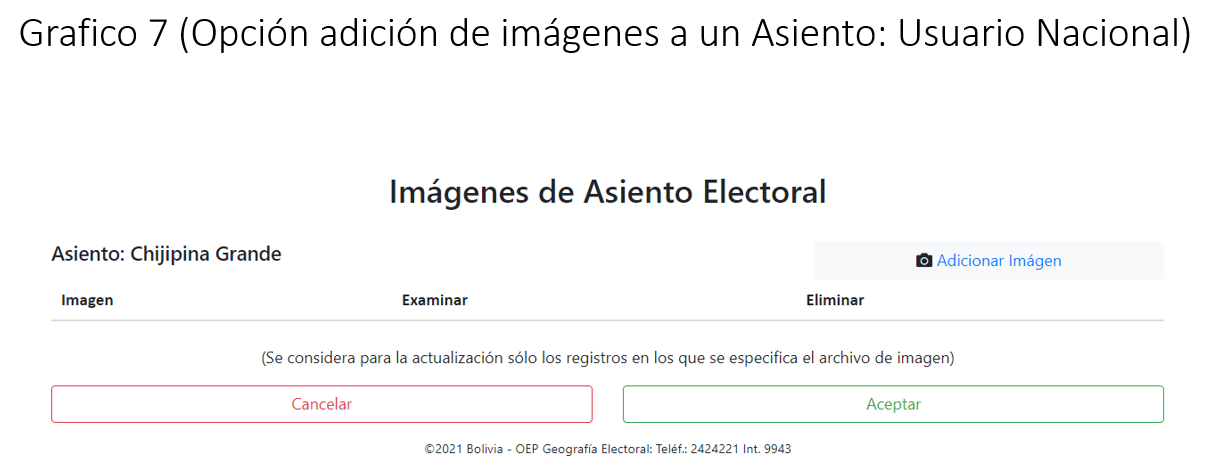 Grafico 7 (Opción adición de imágenes a un Asiento: Usuario Nacional)
Imágenes de Asiento Electoral
Asiento: Chijipina Grande
Adicionar Imágen
Imagen Examinar Eliminar
(Se considera para la actualización sólo los registros en los que se especifica el archivo de imagen)
Cancelar Aceptar
©2021 Bolivia - OEP Geografía Electoral: Teléf.: 2424221 Int. 9943